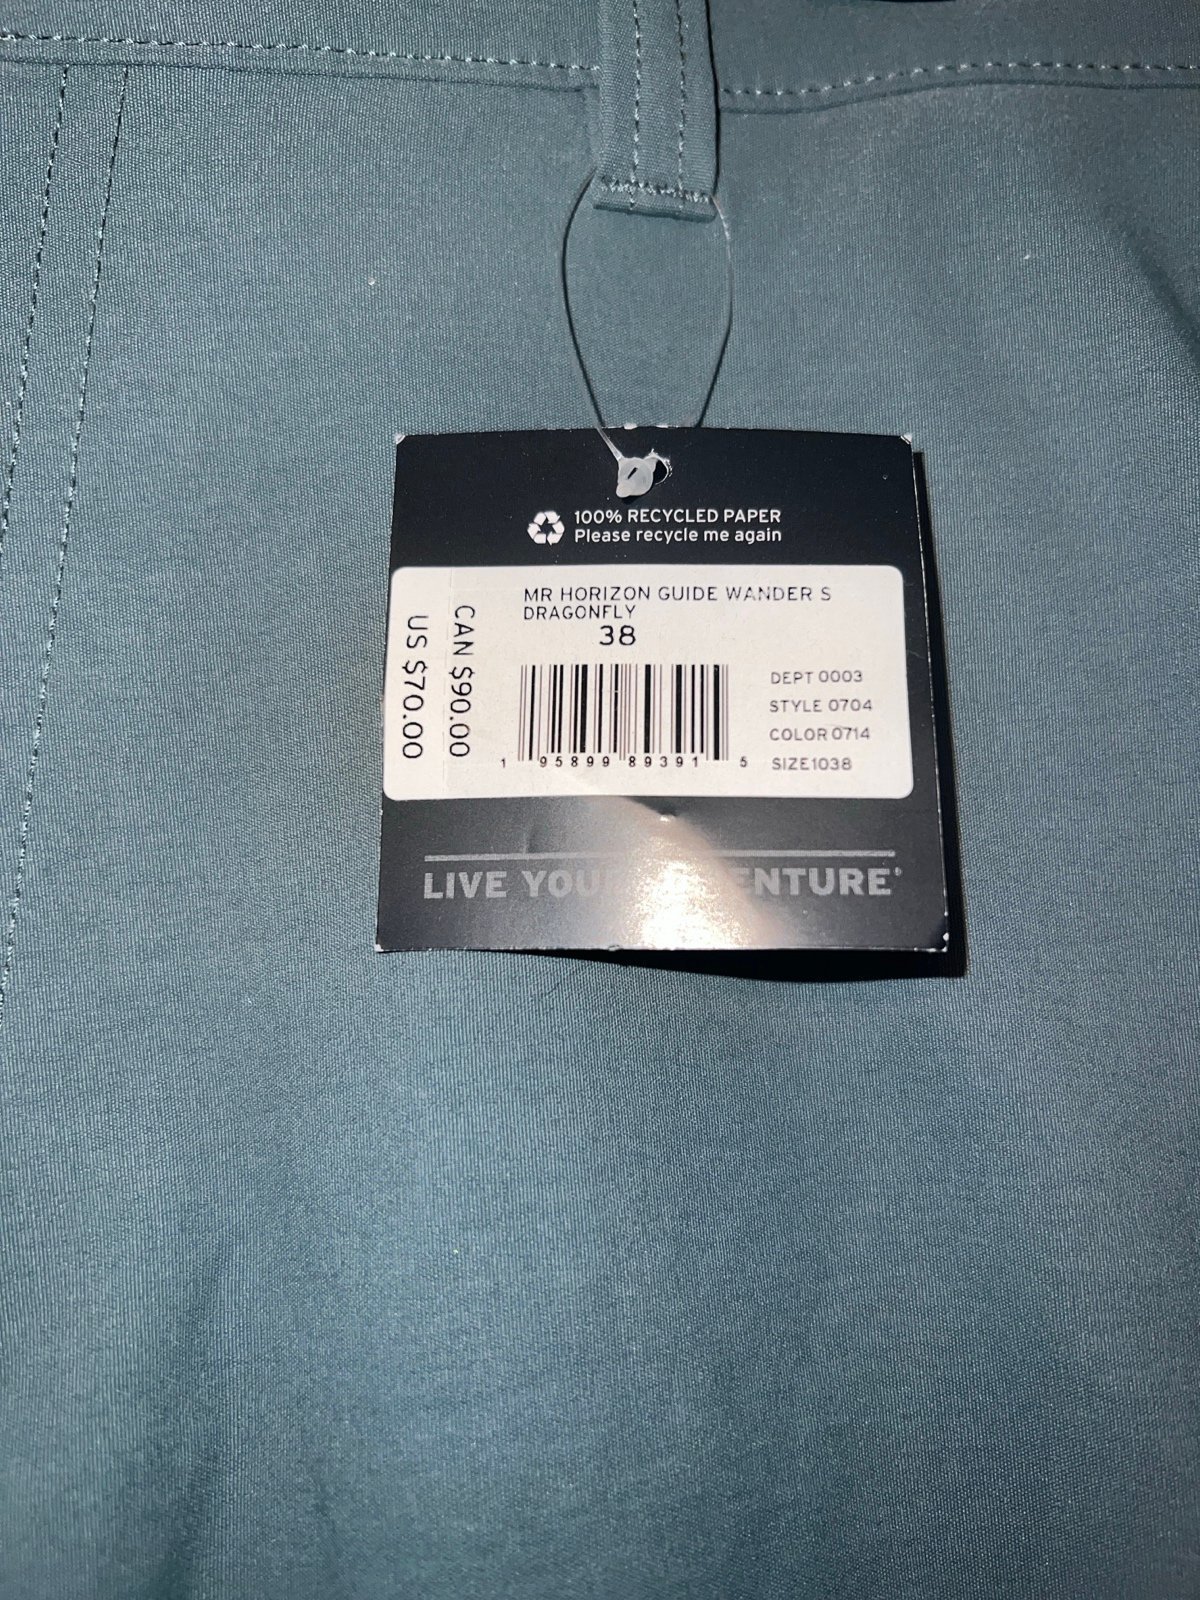 100% RECYCLED PAPER
Please recycle me again
MR HORIZON GUIDE WANDER S
DRAGONFLY
38
CAN $90.00
US $70.00
DEPT 0003
STYLE 0704
COLOR 0714
SIZE1038
1 95899 89391 5
LIVE YOUR ADVENTURE